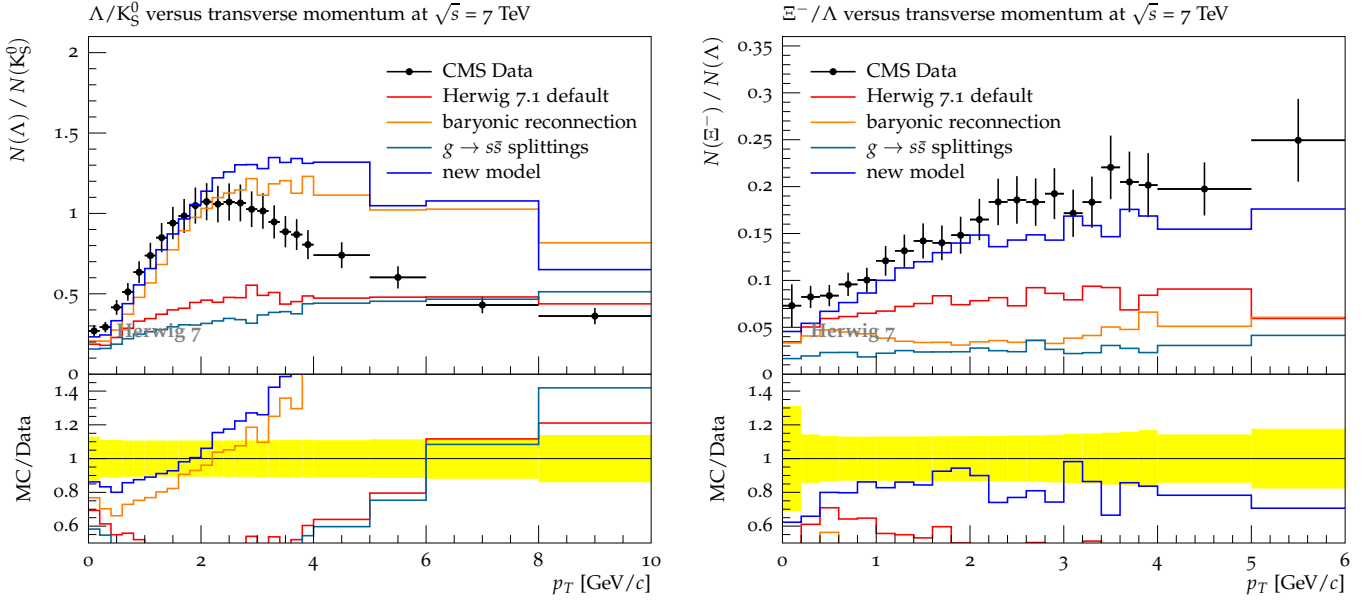 Λ/K⁰_S versus transverse momentum at √s = 7 TeV
N(Λ) / N(K⁰_S)
2
1.5
1
0.5
0
CMS Data
Herwig 7.1 default
baryonic reconnection
g → ss̄ splittings
new model
Herwig 7
MC/Data
1.4
1.2
1
0.8
0.6
0 2 4 6 8 10
p_T [GeV/c]
Ξ⁻/Λ versus transverse momentum at √s = 7 TeV
N(Ξ⁻) / N(Λ)
0.35
0.3
0.25
0.2
0.15
0.1
0.05
0
CMS Data
Herwig 7.1 default
baryonic reconnection
g → ss̄ splittings
new model
Herwig 7
MC/Data
1.4
1.2
1
0.8
0.6
0 1 2 3 4 5 6
p_T [GeV/c]